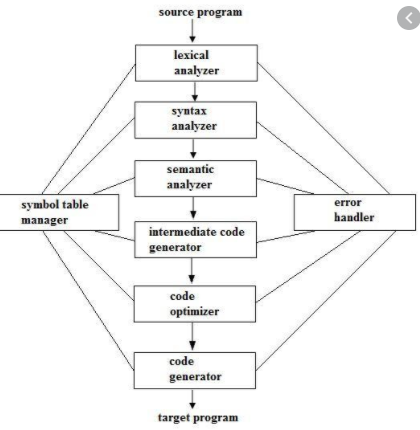 source program
lexical
analyzer
syntax
analyzer
semantic
analyzer
symbol table
manager
error
handler
intermediate code
generator
code
optimizer
code
generator
target program